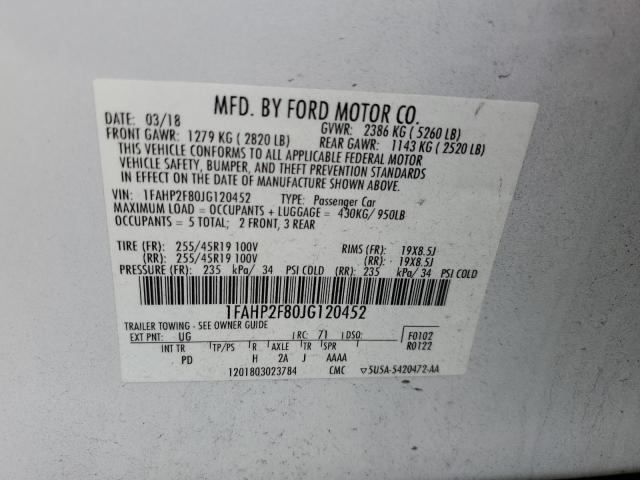 MFD. BY FORD MOTOR CO.
DATE: 03/18 GVWR: 2386 KG ( 5260 LB)
FRONT GAWR: 1279 KG ( 2820 LB) REAR GAWR: 1143 KG ( 2520 LB)
THIS VEHICLE CONFORMS TO ALL APPLICABLE FEDERAL MOTOR
VEHICLE SAFETY, BUMPER, AND THEFT PREVENTION STANDARDS
IN EFFECT ON THE DATE OF MANUFACTURE SHOWN ABOVE.
VIN: 1FAHP2F80JG120452 TYPE: Passenger Car
MAXIMUM LOAD = OCCUPANTS + LUGGAGE = 430KG/ 950LB
OCCUPANTS: 5 TOTAL; 2 FRONT, 3 REAR
TIRE (FR): 255/45R19 100V RIMS (FR): 19X8.5J
(RR): 255/45R19 100V (RR): 19X8.5J
PRESSURE (FR): 235 kPa/ 34 PSI COLD (RR): 235 kPa/ 34 PSI COLD
1FAHP2F80JG120452
TRAILER TOWING - SEE OWNER GUIDE
EXT PNT: UG RC: 71 DSO: F0102
INT TR TP/PS R AXLE TR SPR R0122
PD H 2A J AAAA
1201803023784 CMC ▽5U5A-5420472-AA